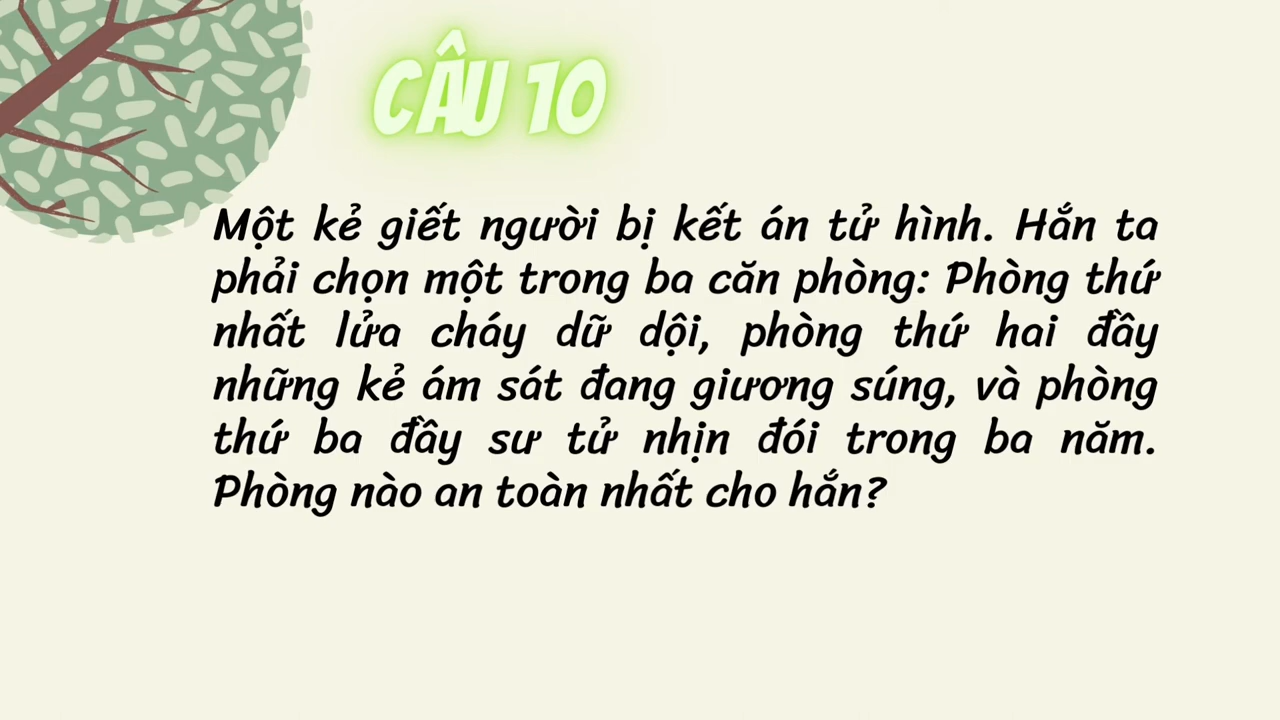 CÂU 10
Một kẻ giết người bị kết án tử hình. Hắn ta
phải chọn một trong ba căn phòng: Phòng thứ
nhất lửa cháy dữ dội, phòng thứ hai đầy
những kẻ ám sát đang giương súng, và phòng
thứ ba đầy sư tử nhịn đói trong ba năm.
Phòng nào an toàn nhất cho hắn?